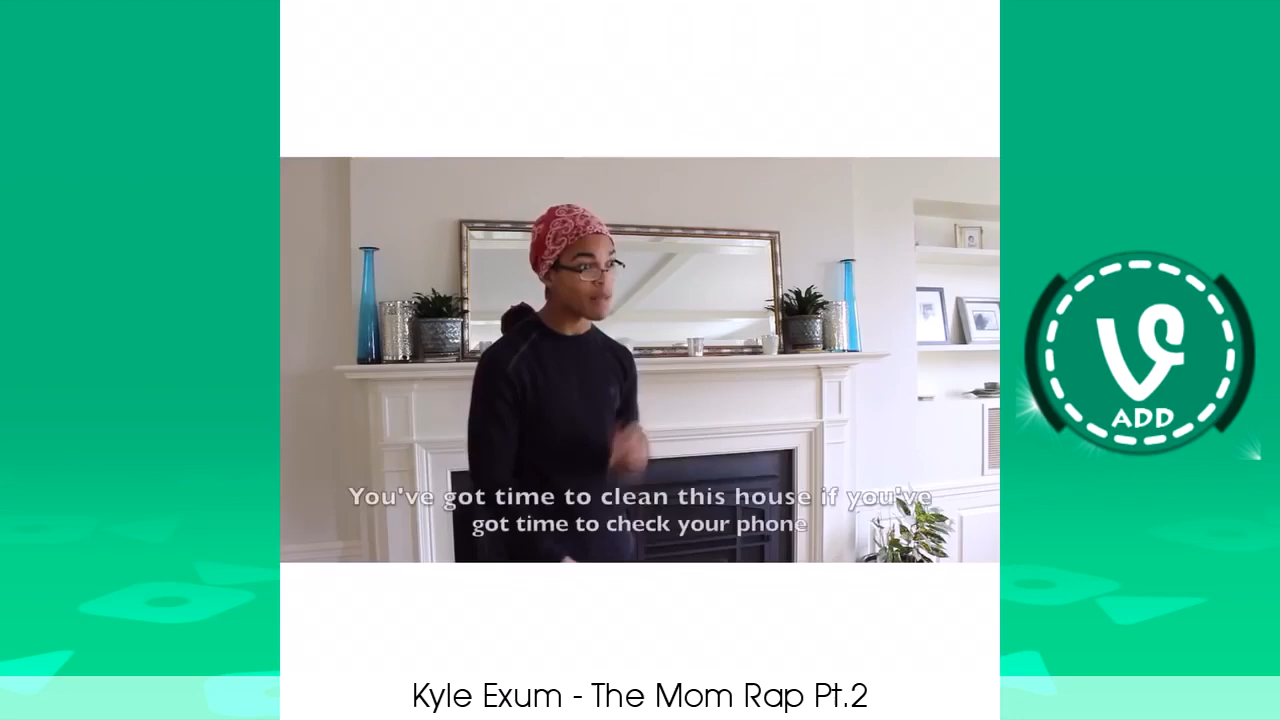 You've got time to clean this house if you've
got time to check your phone
ADD
Kyle Exum - The Mom Rap Pt.2